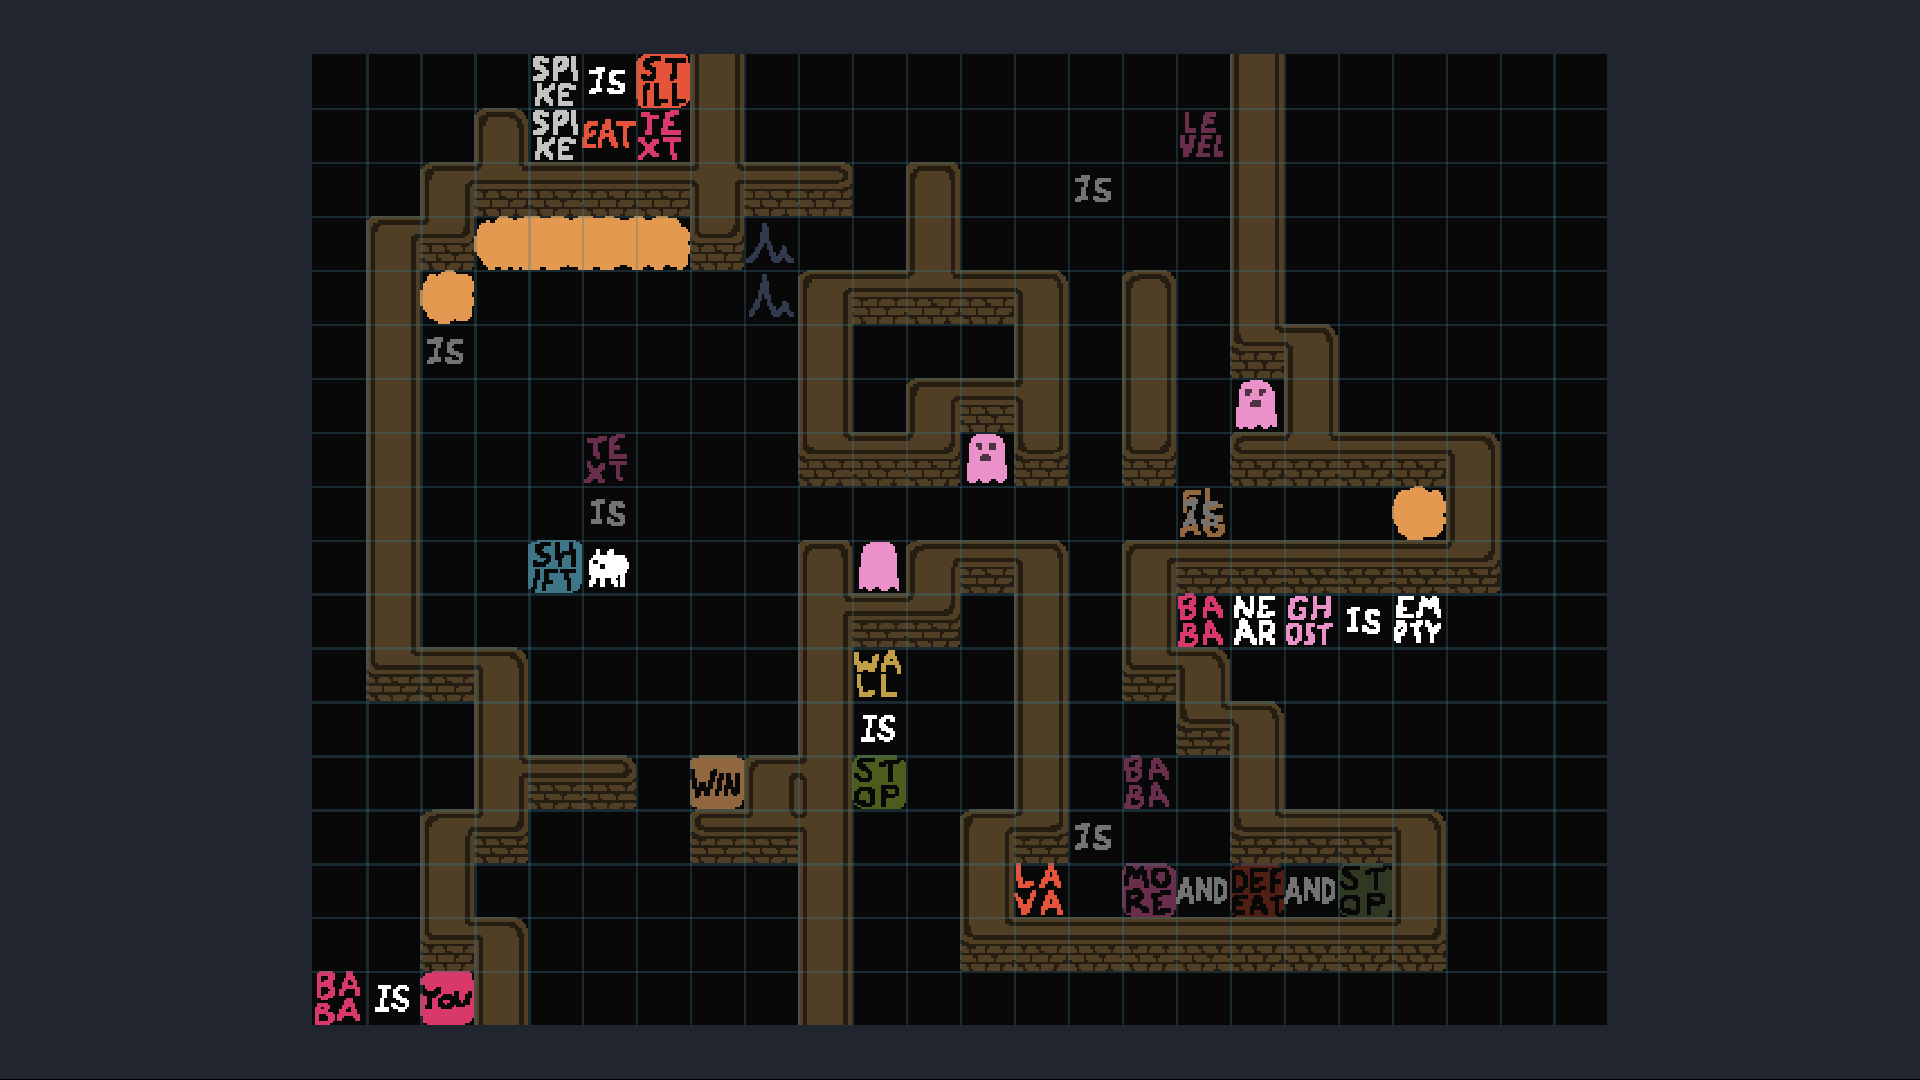 SPIKE IS STILL
SPIKE EAT TEXT
LEVEL
IS
IS
TEXT
IS
FLAG IS
SHIFT
BABA NEAR GHOST IS EMPTY
WALL
IS
WIN STOP BABA
IS
LAVA MORE AND DEFEAT AND STOP
BABA IS YOU